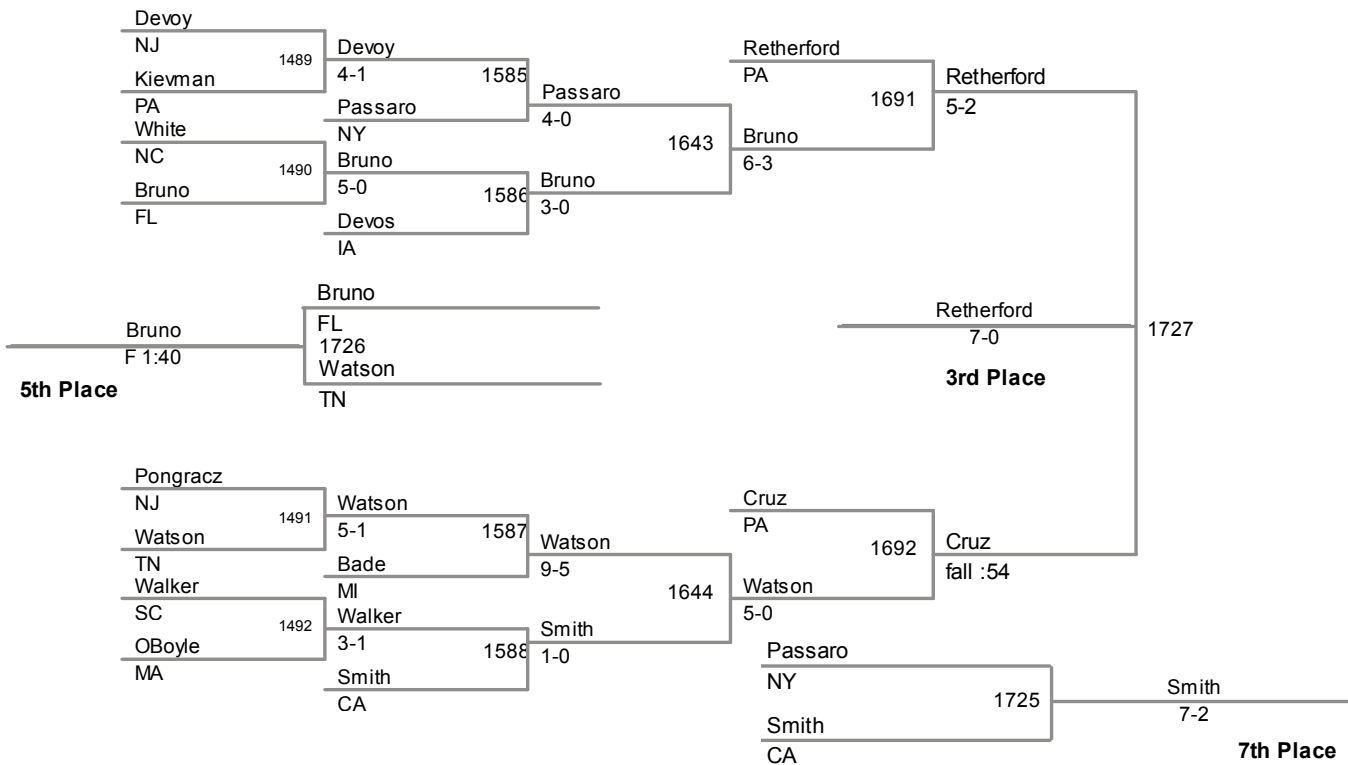 Devoy
NJ
1489
Kievman
PA
White
NC
1490
Bruno
FL
Devoy
4-1
1585
Passaro
NY
Bruno
5-0
1586
Devos
IA
Passaro
4-0
1643
Bruno
3-0
Retherford
PA
1691
Bruno
6-3
Retherford
5-2
Bruno
FL
1726
Watson
TN
Bruno
F 1:40
5th Place
Retherford
7-0
3rd Place
1727
Pongracz
NJ
1491
Watson
TN
Walker
SC
1492
OBoyle
MA
Watson
5-1
1587
Bade
MI
Walker
3-1
1588
Smith
CA
Watson
9-5
1644
Smith
1-0
Cruz
PA
1692
Watson
5-0
Cruz
fall :54
Passaro
NY
1725
Smith
CA
Smith
7-2
7th Place